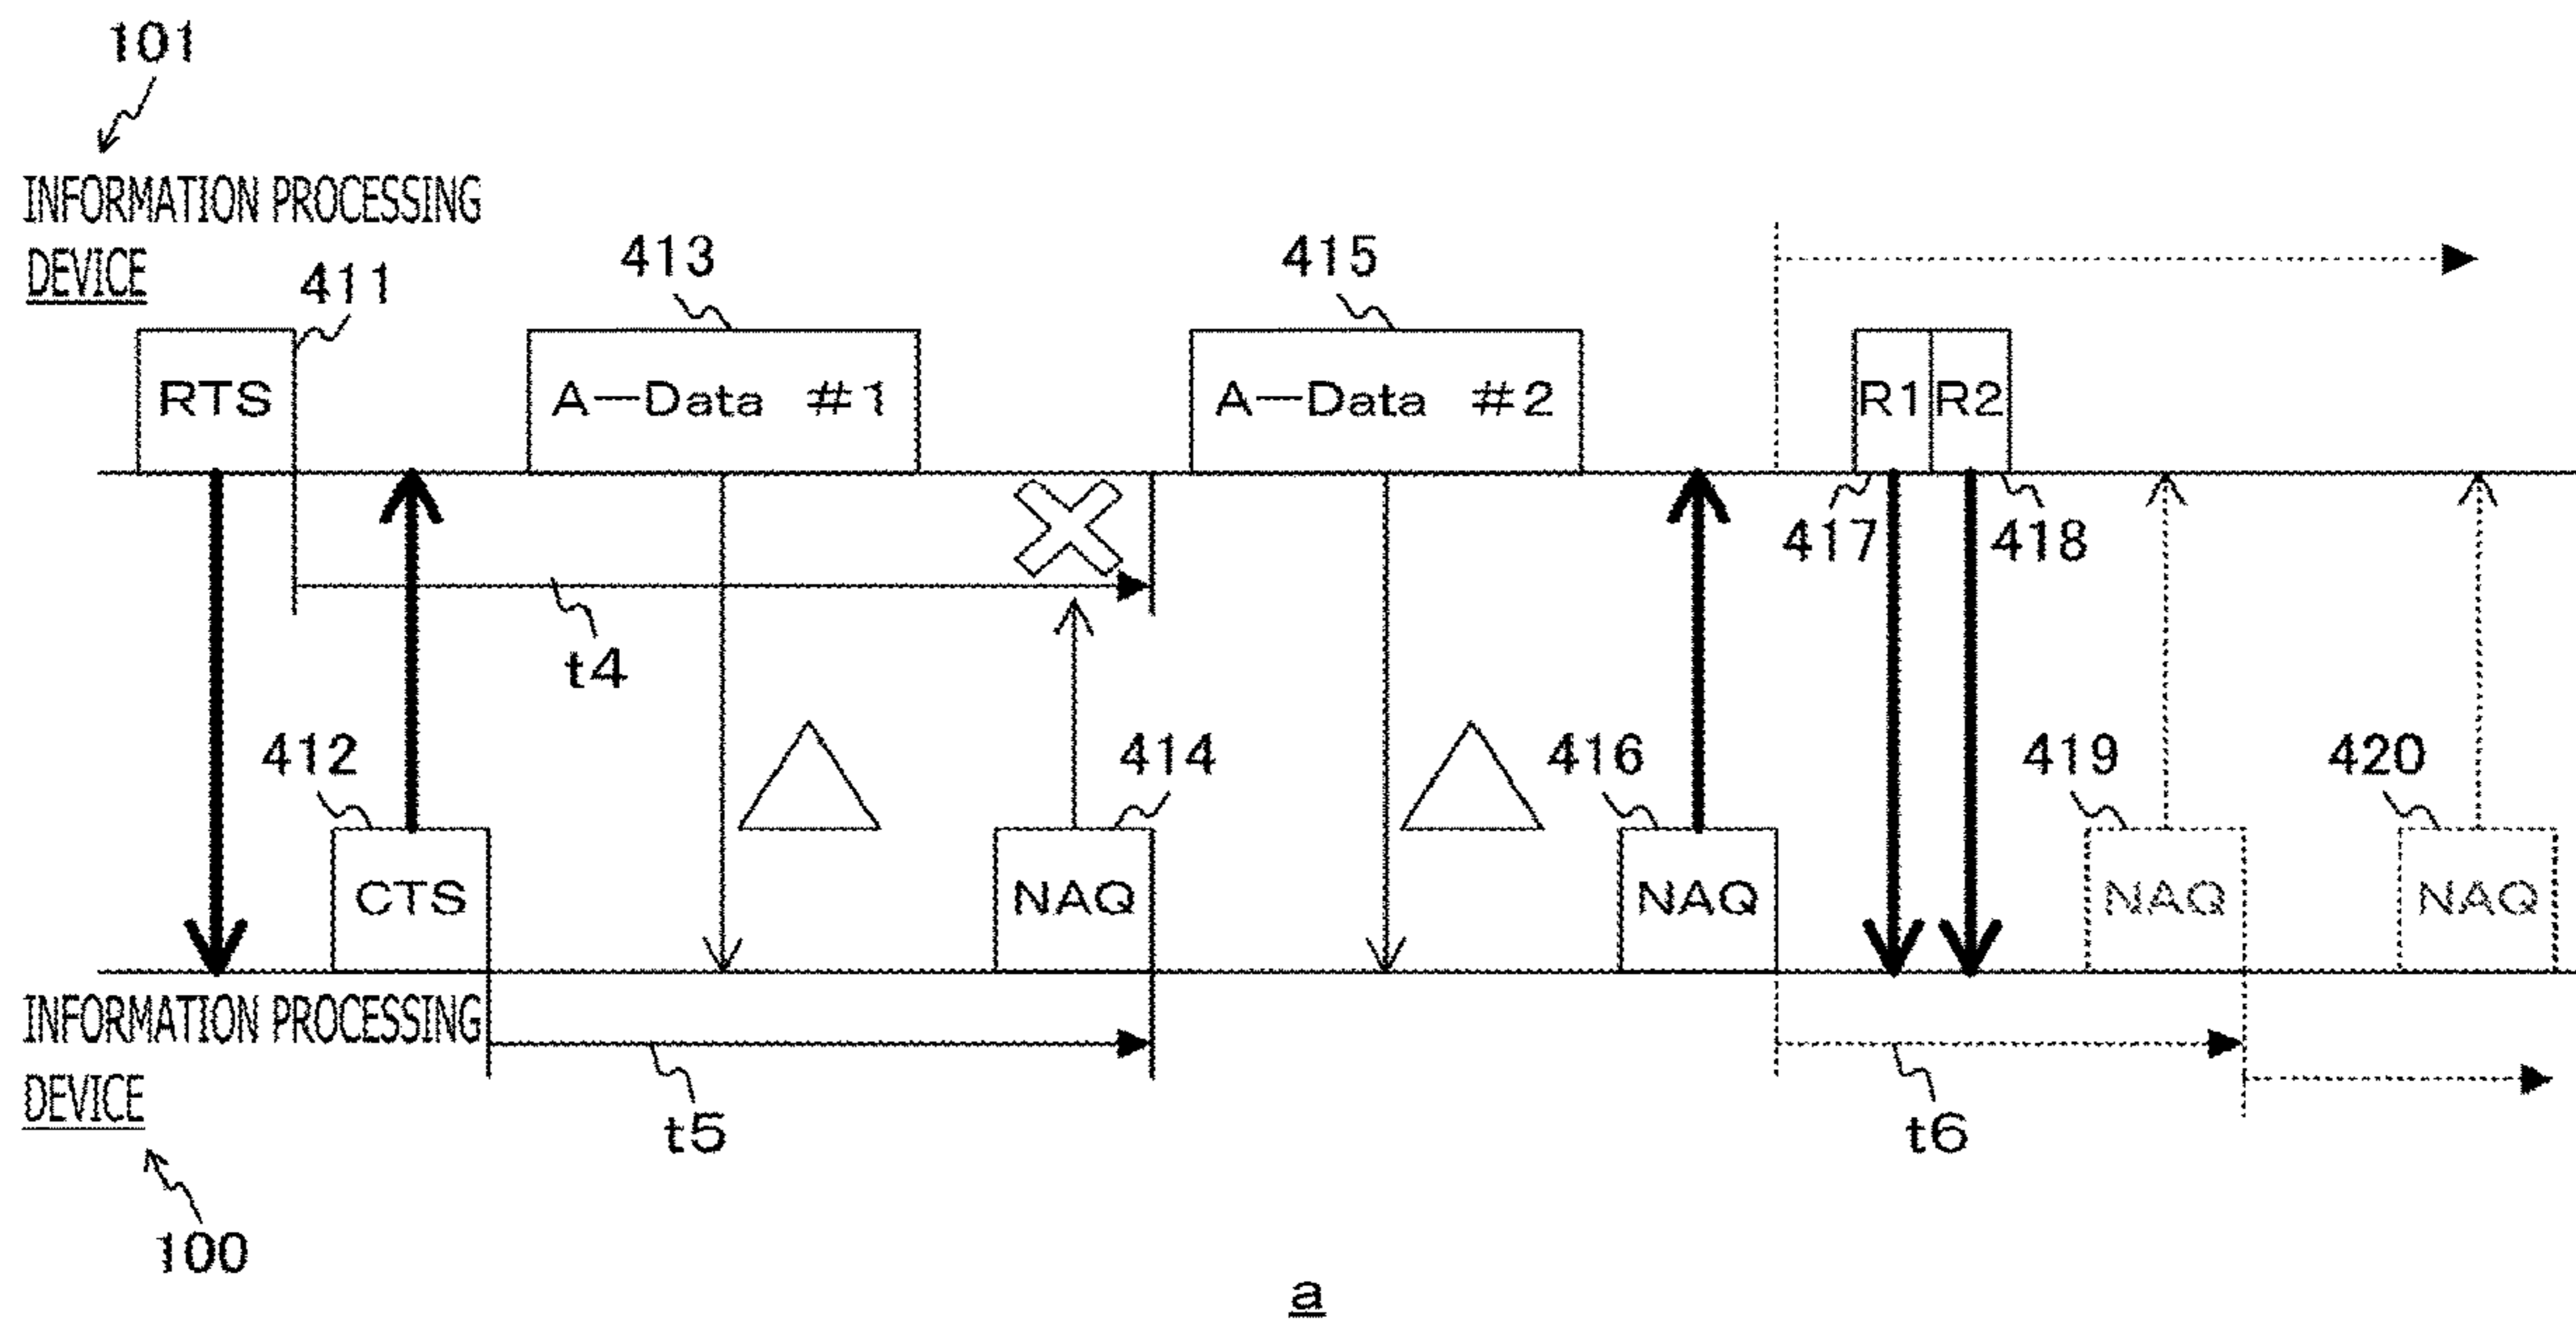 101
INFORMATION PROCESSING
DEVICE
411
413
415
RTS
A—Data #1
A—Data #2
R1
R2
417
418
t4
412
414
416
419
420
CTS
NAQ
NAQ
NAQ
NAQ
INFORMATION PROCESSING
DEVICE
t5
t6
100
a